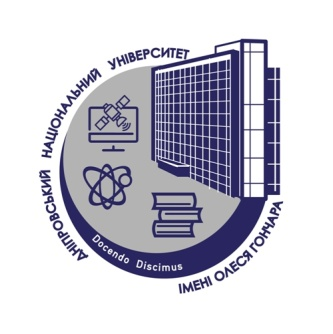 ДНІПРОВСЬКИЙ НАЦІОНАЛЬНИЙ УНІВЕРСИТЕТ
ІМЕНІ ОЛЕСЯ ГОНЧАРА
Docendo Discimus